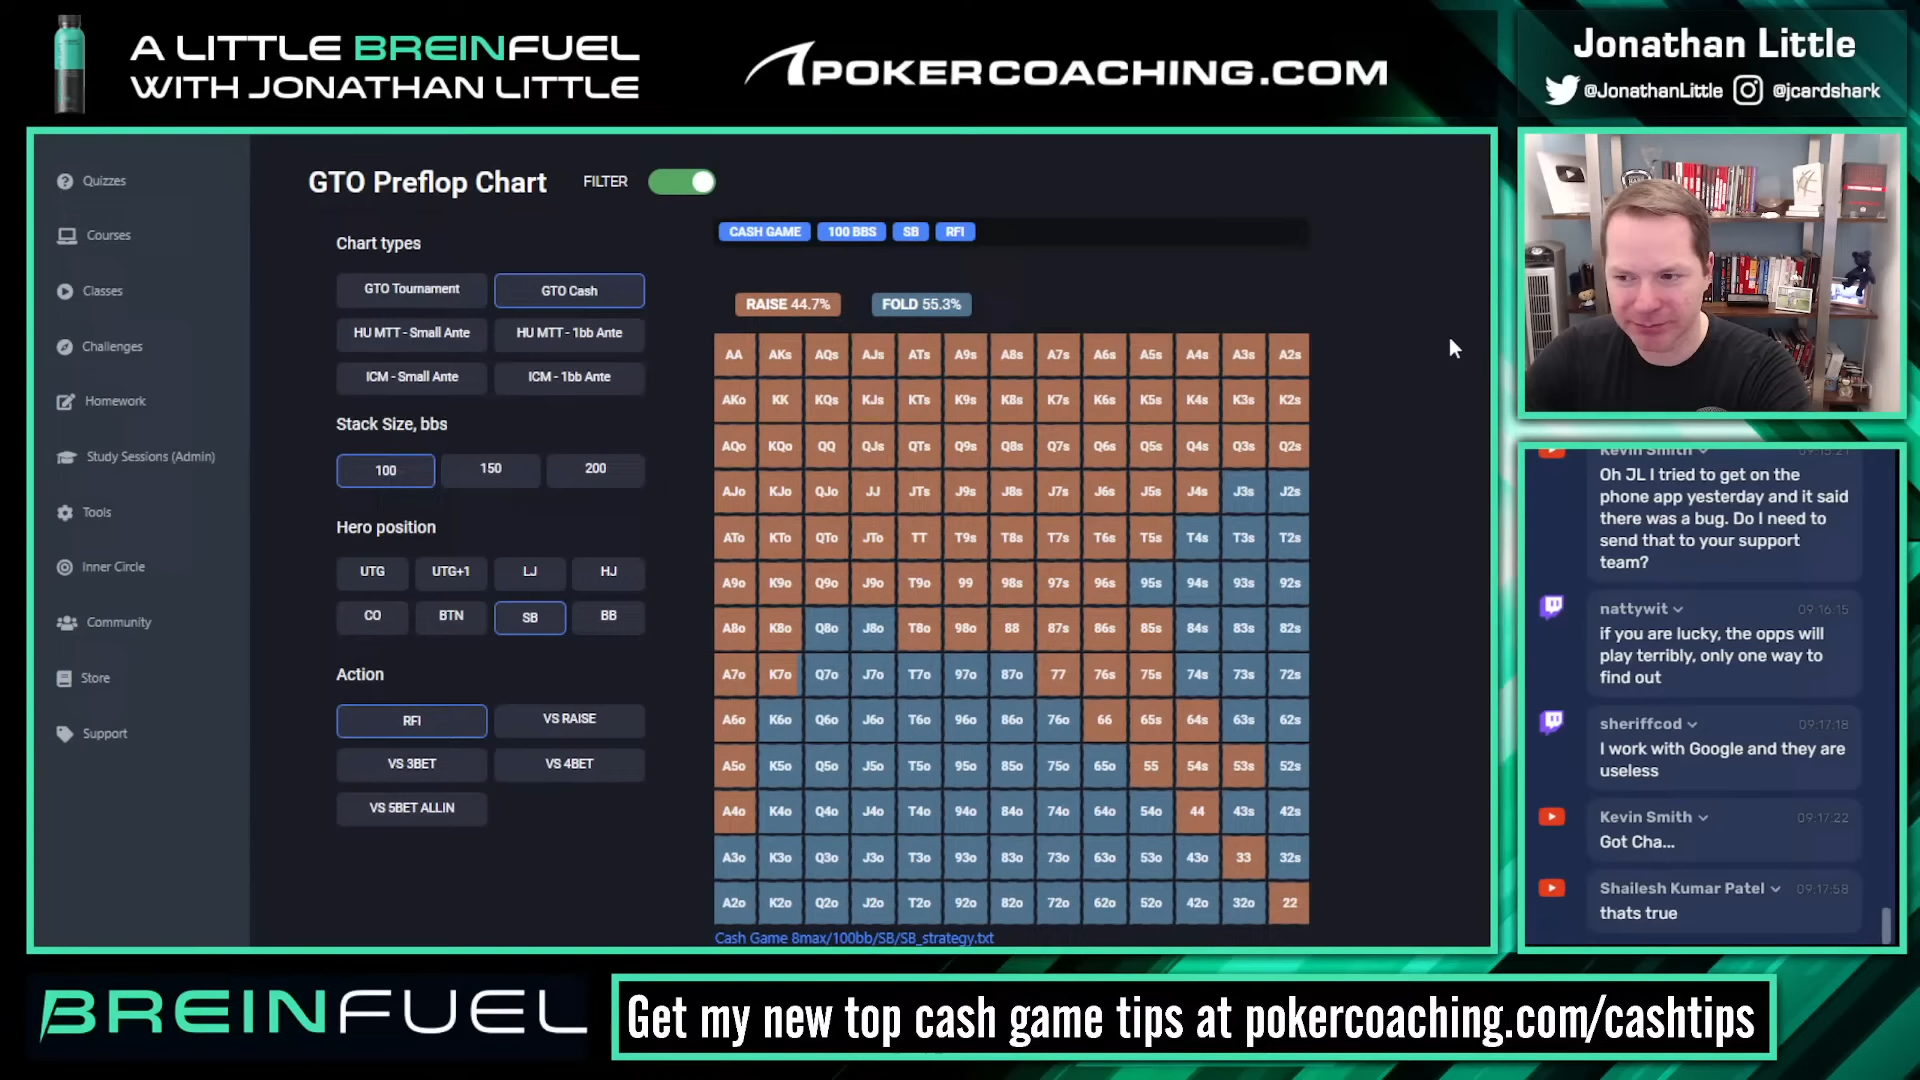 A LITTLE BREINFUEL
WITH JONATHAN LITTLE
POKERCOACHING.COM
Jonathan Little
@JonathanLittle @jcardshark
Quizzes
Courses
Classes
Challenges
Homework
Study Sessions (Admin)
Tools
Inner Circle
Community
Store
Support
GTO Preflop Chart FILTER
Chart types
GTO Tournament GTO Cash
HU MTT - Small Ante HU MTT - 1bb Ante
ICM - Small Ante ICM - 1bb Ante
Stack Size, bbs
100 150 200
Hero position
UTG UTG+1 LJ HJ
CO BTN SB BB
Action
RFI VS RAISE
VS 3BET VS 4BET
VS 5BET ALLIN
CASH GAME 100 BBS SB RFI
RAISE 44.7% FOLD 55.3%
AA AKs AQs AJs ATs A9s A8s A7s A6s A5s A4s A3s A2s
AKo KK KQs KJs KTs K9s K8s K7s K6s K5s K4s K3s K2s
AQo KQo QQ QJs QTs Q9s Q8s Q7s Q6s Q5s Q4s Q3s Q2s
AJo KJo QJo JJ JTs J9s J8s J7s J6s J5s J4s J3s J2s
ATo KTo QTo JTo TT T9s T8s T7s T6s T5s T4s T3s T2s
A9o K9o Q9o J9o T9o 99 98s 97s 96s 95s 94s 93s 92s
A8o K8o Q8o J8o T8o 98o 88 87s 86s 85s 84s 83s 82s
A7o K7o Q7o J7o T7o 97o 87o 77 76s 75s 74s 73s 72s
A6o K6o Q6o J6o T6o 96o 86o 76o 66 65s 64s 63s 62s
A5o K5o Q5o J5o T5o 95o 85o 75o 65o 55 54s 53s 52s
A4o K4o Q4o J4o T4o 94o 84o 74o 64o 54o 44 43s 42s
A3o K3o Q3o J3o T3o 93o 83o 73o 63o 53o 43o 33 32s
A2o K2o Q2o J2o T2o 92o 82o 72o 62o 52o 42o 32o 22
Cash Game 8max/100bb/SB/SB_strategy.txt
Kevin Smith 09:15:21
Oh JL I tried to get on the
phone app yesterday and it said
there was a bug. Do I need to
send that to your support
team?
nattywit 09:16:15
if you are lucky, the opps will
play terribly, only one way to
find out
sheriffcod 09:17:18
I work with Google and they are
useless
Kevin Smith 09:17:22
Got Cha...
Shailesh Kumar Patel 09:17:58
thats true
BREINFUEL
Get my new top cash game tips at pokercoaching.com/cashtips